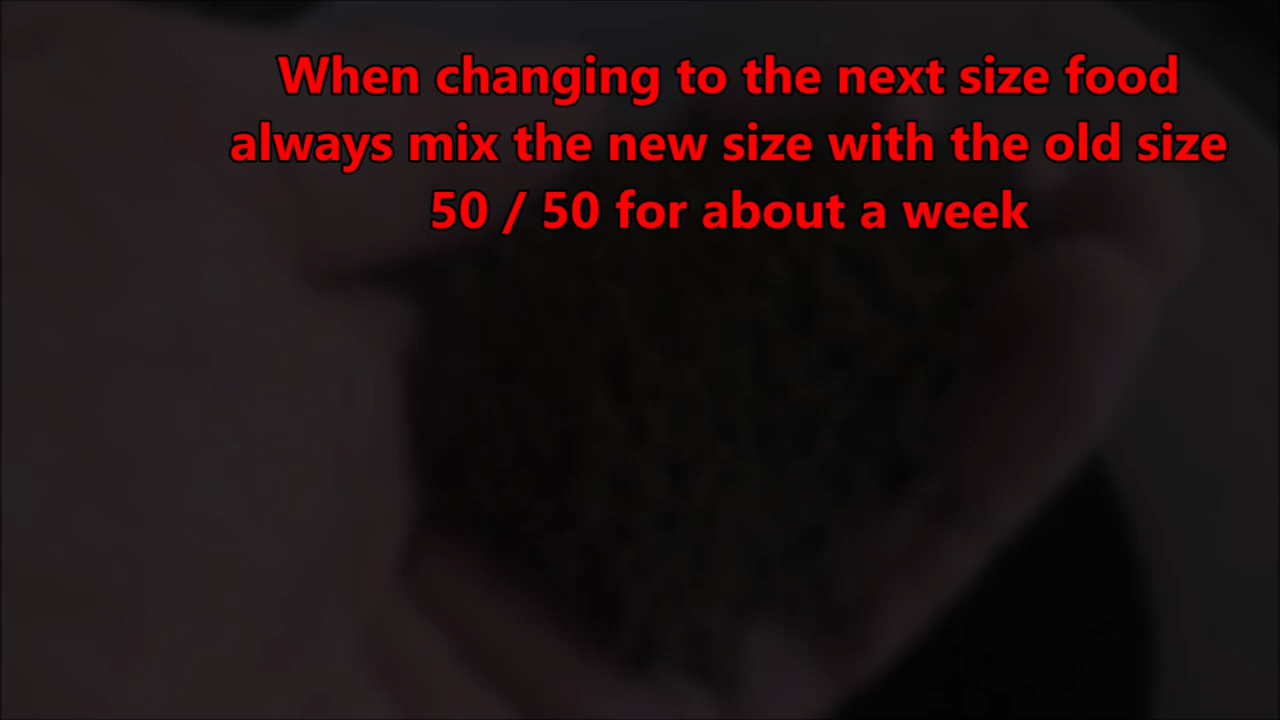 When changing to the next size food
always mix the new size with the old size
50 / 50 for about a week